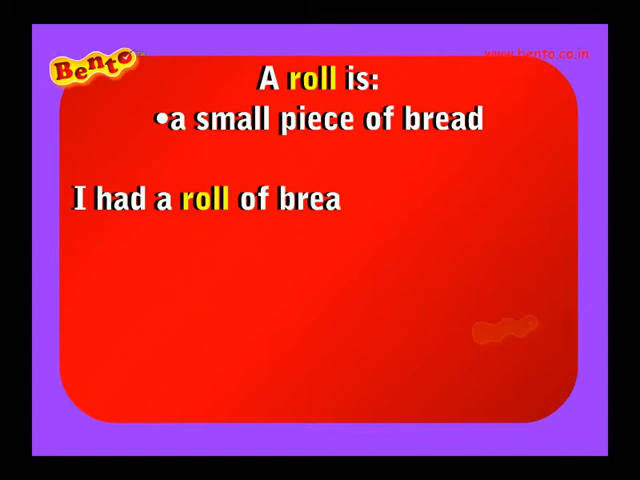 Bento
www.bento.co.in
A roll is:
•a small piece of bread
I had a roll of brea